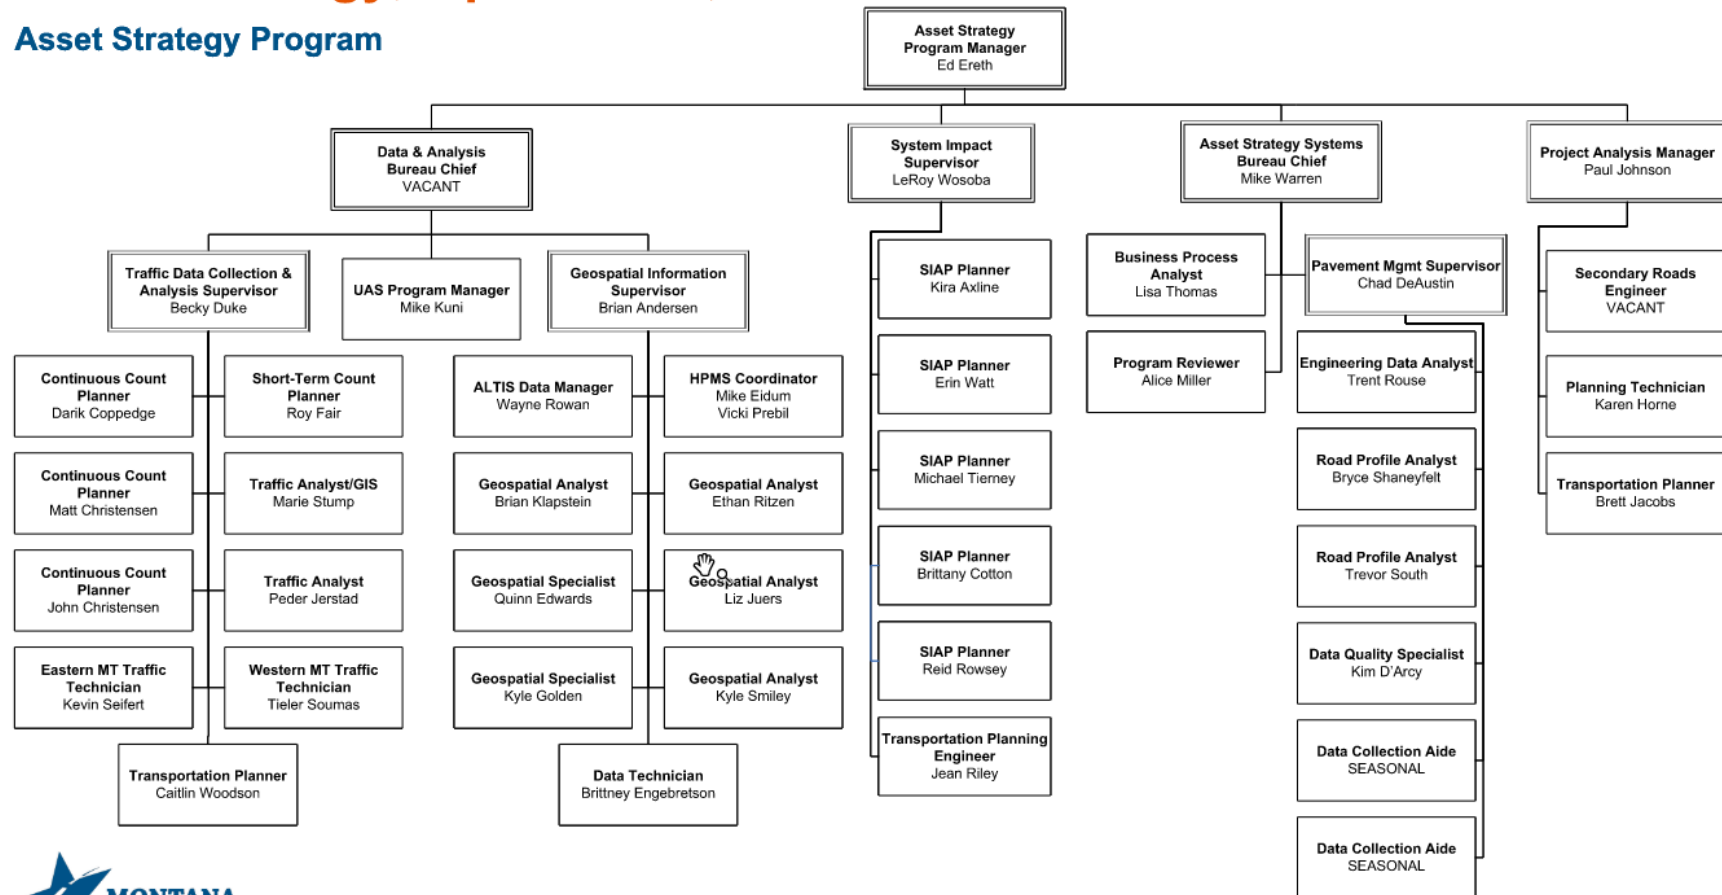 Asset Strategy Program
Asset Strategy
Program Manager
Ed Ereth
Data & Analysis
Bureau Chief
VACANT
System Impact
Supervisor
LeRoy Wosoba
Asset Strategy Systems
Bureau Chief
Mike Warren
Project Analysis Manager
Paul Johnson
Traffic Data Collection &
Analysis Supervisor
Becky Duke
UAS Program Manager
Mike Kuni
Geospatial Information
Supervisor
Brian Andersen
Continuous Count
Planner
Darik Coppedge
Short-Term Count
Planner
Roy Fair
Continuous Count
Planner
Matt Christensen
Traffic Analyst/GIS
Marie Stump
Continuous Count
Planner
John Christensen
Traffic Analyst
Peder Jerstad
Eastern MT Traffic
Technician
Kevin Seifert
Western MT Traffic
Technician
Tieler Soumas
Transportation Planner
Caitlin Woodson
ALTIS Data Manager
Wayne Rowan
HPMS Coordinator
Mike Eidum
Vicki Prebil
Geospatial Analyst
Brian Klapstein
Geospatial Analyst
Ethan Ritzen
Geospatial Specialist
Quinn Edwards
Geospatial Analyst
Liz Juers
Geospatial Specialist
Kyle Golden
Geospatial Analyst
Kyle Smiley
Data Technician
Brittney Engebretson
SIAP Planner
Kira Axline
SIAP Planner
Erin Watt
SIAP Planner
Michael Tierney
SIAP Planner
Brittany Cotton
SIAP Planner
Reid Rowsey
Transportation Planning
Engineer
Jean Riley
Business Process
Analyst
Lisa Thomas
Pavement Mgmt Supervisor
Chad DeAustin
Program Reviewer
Alice Miller
Engineering Data Analyst
Trent Rouse
Road Profile Analyst
Bryce Shaneyfelt
Road Profile Analyst
Trevor South
Data Quality Specialist
Kim D'Arcy
Data Collection Aide
SEASONAL
Data Collection Aide
SEASONAL
Secondary Roads
Engineer
VACANT
Planning Technician
Karen Horne
Transportation Planner
Brett Jacobs
MONTANA